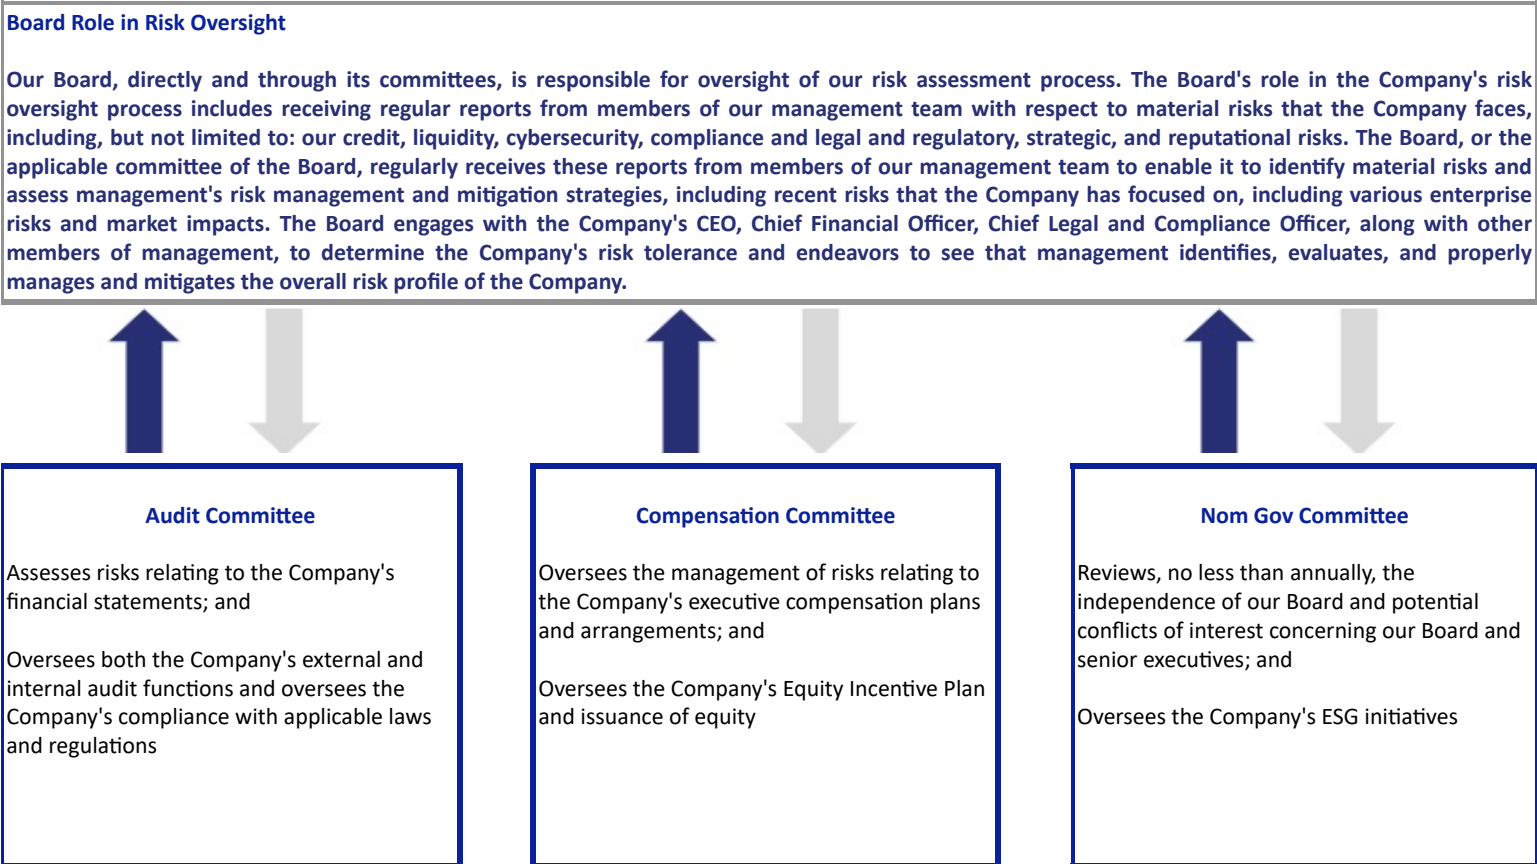 Board Role in Risk Oversight
Our Board, directly and through its committees, is responsible for oversight of our risk assessment process. The Board's role in the Company's risk
oversight process includes receiving regular reports from members of our management team with respect to material risks that the Company faces,
including, but not limited to: our credit, liquidity, cybersecurity, compliance and legal and regulatory, strategic, and reputational risks. The Board, or the
applicable committee of the Board, regularly receives these reports from members of our management team to enable it to identify material risks and
assess management's risk management and mitigation strategies, including recent risks that the Company has focused on, including various enterprise
risks and market impacts. The Board engages with the Company's CEO, Chief Financial Officer, Chief Legal and Compliance Officer, along with other
members of management, to determine the Company's risk tolerance and endeavors to see that management identifies, evaluates, and properly
manages and mitigates the overall risk profile of the Company.
Audit Committee
Assesses risks relating to the Company's
financial statements; and
Oversees both the Company's external and
internal audit functions and oversees the
Company's compliance with applicable laws
and regulations
Compensation Committee
Oversees the management of risks relating to
the Company's executive compensation plans
and arrangements; and
Oversees the Company's Equity Incentive Plan
and issuance of equity
Nom Gov Committee
Reviews, no less than annually, the
independence of our Board and potential
conflicts of interest concerning our Board and
senior executives; and
Oversees the Company's ESG initiatives